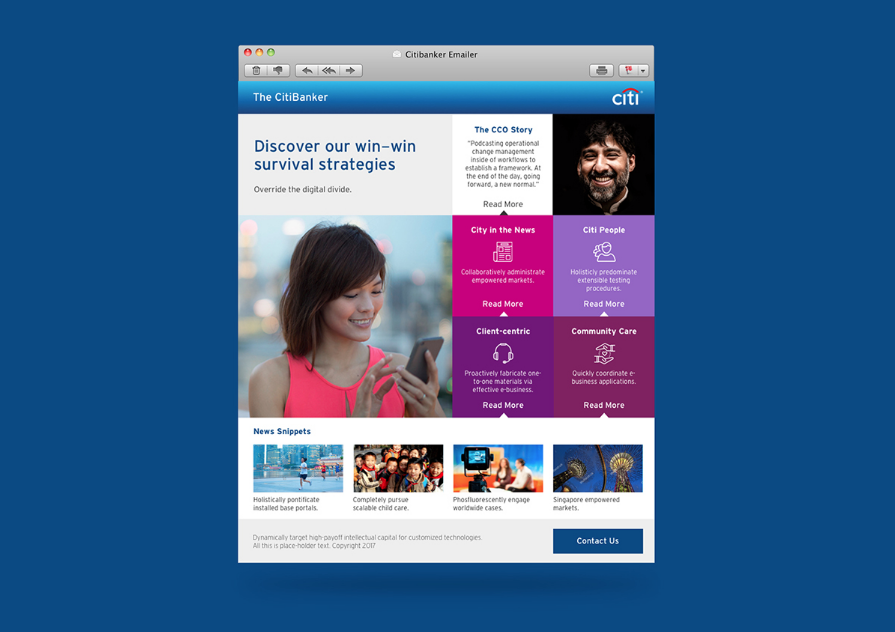 Citibanker Emailer
The CitiBanker
citi
Discover our win–win
survival strategies
Override the digital divide.
The CCO Story
“Podcasting operational
change management
inside of workflows to
establish a framework. At
the end of the day, going
forward, a new normal.”
Read More
City in the News
Collaboratively administrate
empowered markets.
Read More
Citi People
Holisticly predominate
extensible testing
procedures.
Read More
Client-centric
Proactively fabricate one-
to-one materials via
effective e-business.
Read More
Community Care
Quickly coordinate e-
business applications.
Read More
News Snippets
Holistically pontificate
installed base portals.
Completely pursue
scalable child care.
Phosfluorescently engage
worldwide cases.
Singapore empowered
markets.
Dynamically target high-payoff intellectual capital for customized technologies.
All this is place-holder text. Copyright 2017
Contact Us